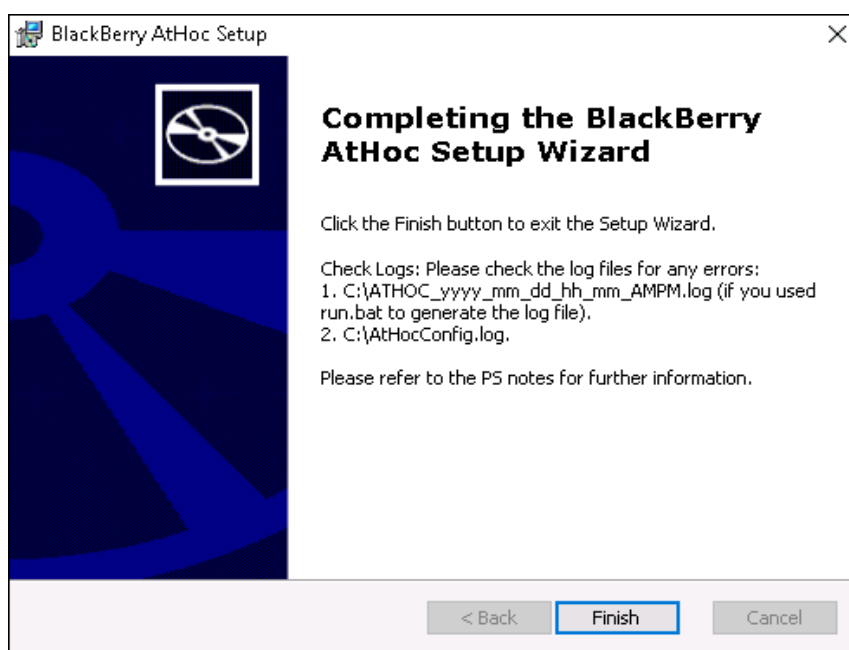 BlackBerry AtHoc Setup
Completing the BlackBerry
AtHoc Setup Wizard
Click the Finish button to exit the Setup Wizard.
Check Logs: Please check the log files for any errors:
1. C:\ATHOC_yyyy_mm_dd_hh_mm_AMPM.log (if you used
run.bat to generate the log file).
2. C:\AtHocConfig.log.
Please refer to the PS notes for further information.
< Back
Finish
Cancel